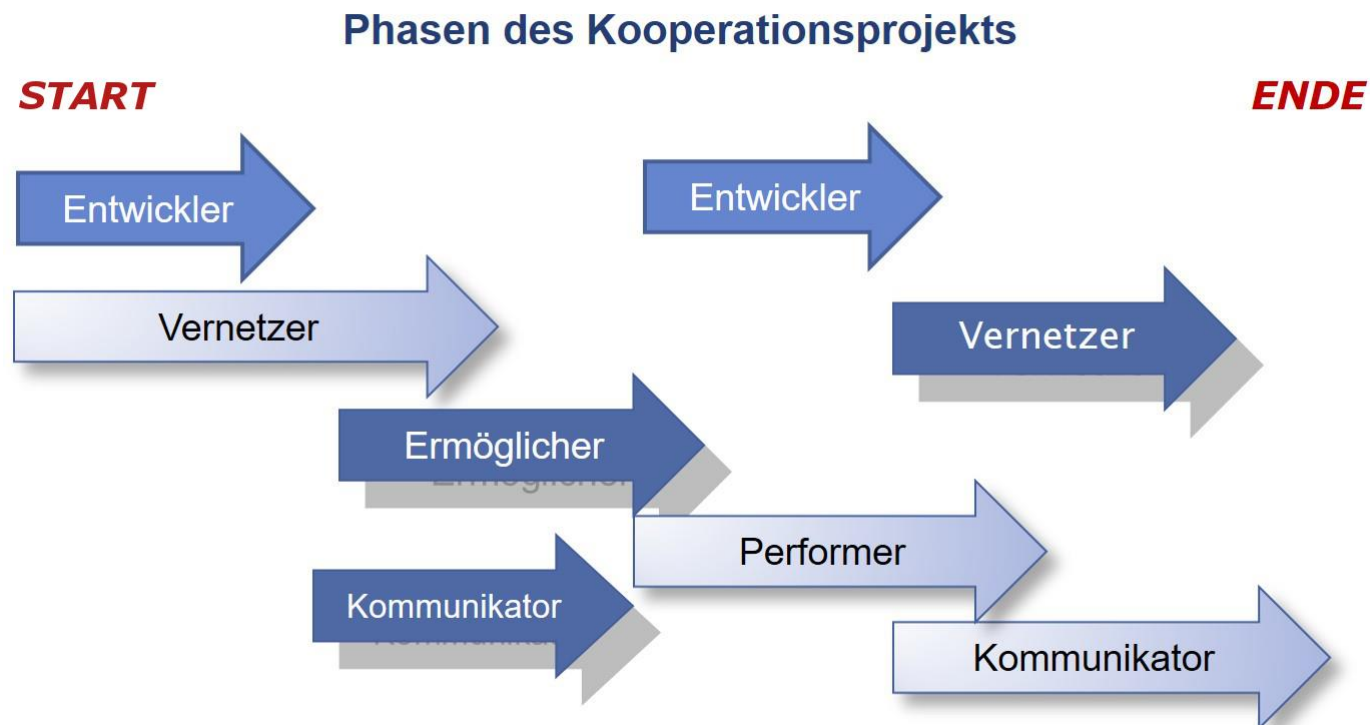 Phasen des Kooperationsprojekts
START
ENDE
Entwickler
Entwickler
Vernetzer
Vernetzer
Ermöglicher
Performer
Kommunikator
Kommunikator